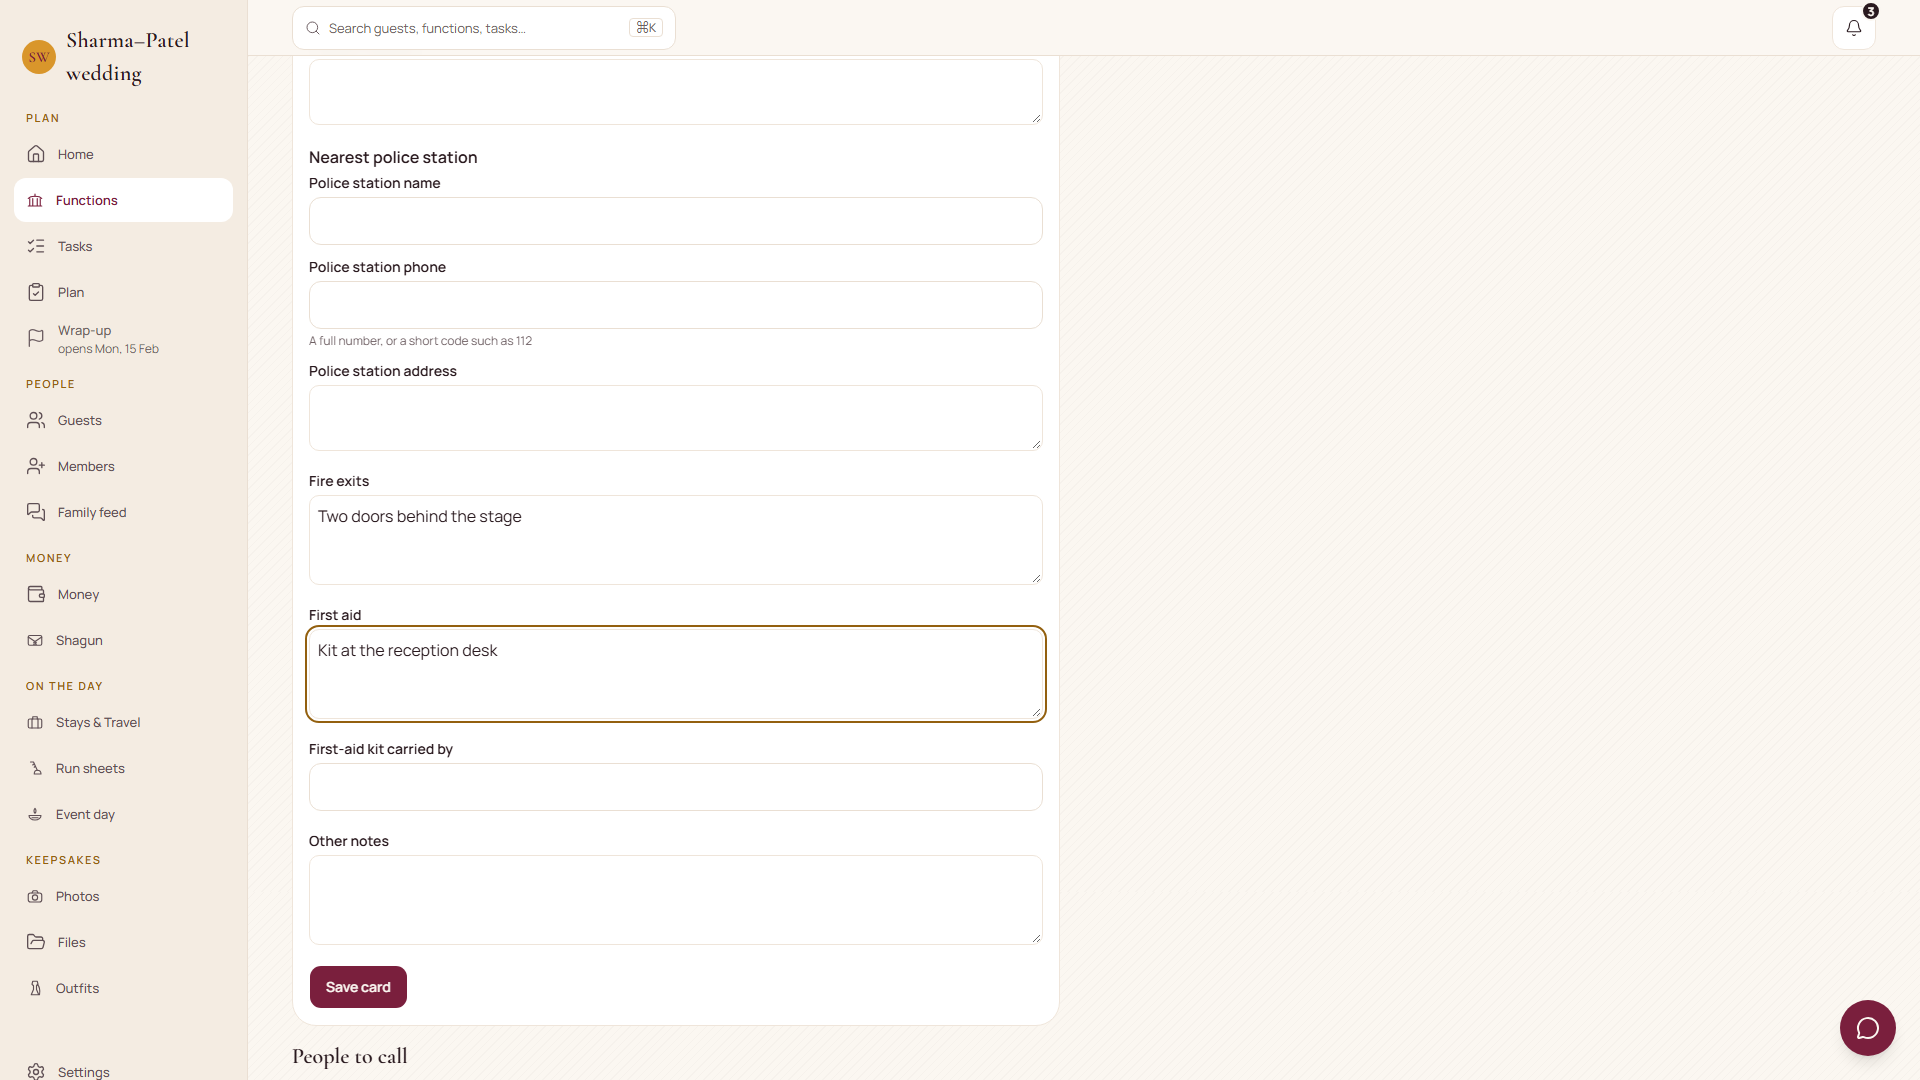 SW
Sharma–Patel
wedding
Search guests, functions, tasks...
⌘K
3
PLAN
Home
Functions
Tasks
Plan
Wrap-up
opens Mon, 15 Feb
PEOPLE
Guests
Members
Family feed
MONEY
Money
Shagun
ON THE DAY
Stays & Travel
Run sheets
Event day
KEEPSAKES
Photos
Files
Outfits
Settings
Nearest police station
Police station name
Police station phone
A full number, or a short code such as 112
Police station address
Fire exits
Two doors behind the stage
First aid
Kit at the reception desk
First-aid kit carried by
Other notes
Save card
People to call